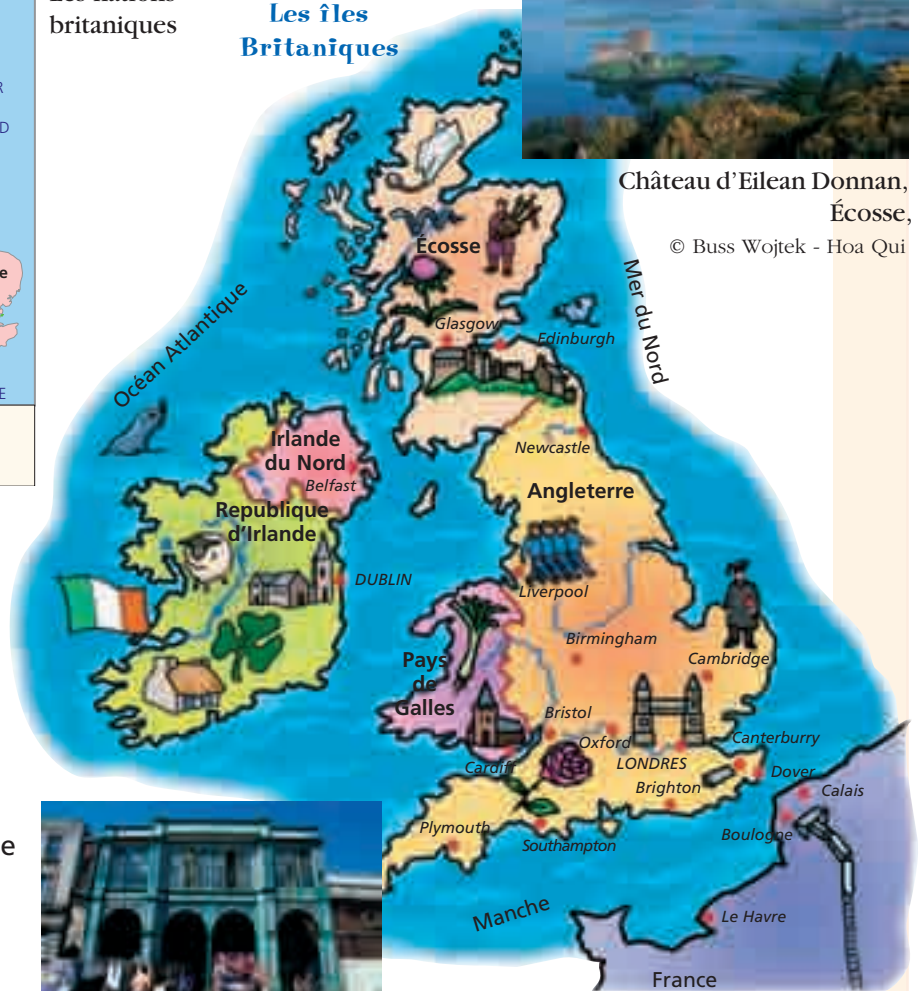 britaniques
Les îles
Britaniques
R
D
e
E
Château d'Eilean Donnan,
Écosse,
© Buss Wojtek - Hoa Qui
Océan Atlantique
Mer du Nord
Écosse
Glasgow
Edinburgh
Newcastle
Irlande
du Nord
Belfast
Republique
d'Irlande
DUBLIN
Angleterre
Liverpool
Birmingham
Cambridge
Pays
de
Galles
Bristol
Oxford
LONDRES
Canterburry
Cardiff
Brighton
Dover
Calais
Plymouth
Southampton
Boulogne
Manche
Le Havre
France
e